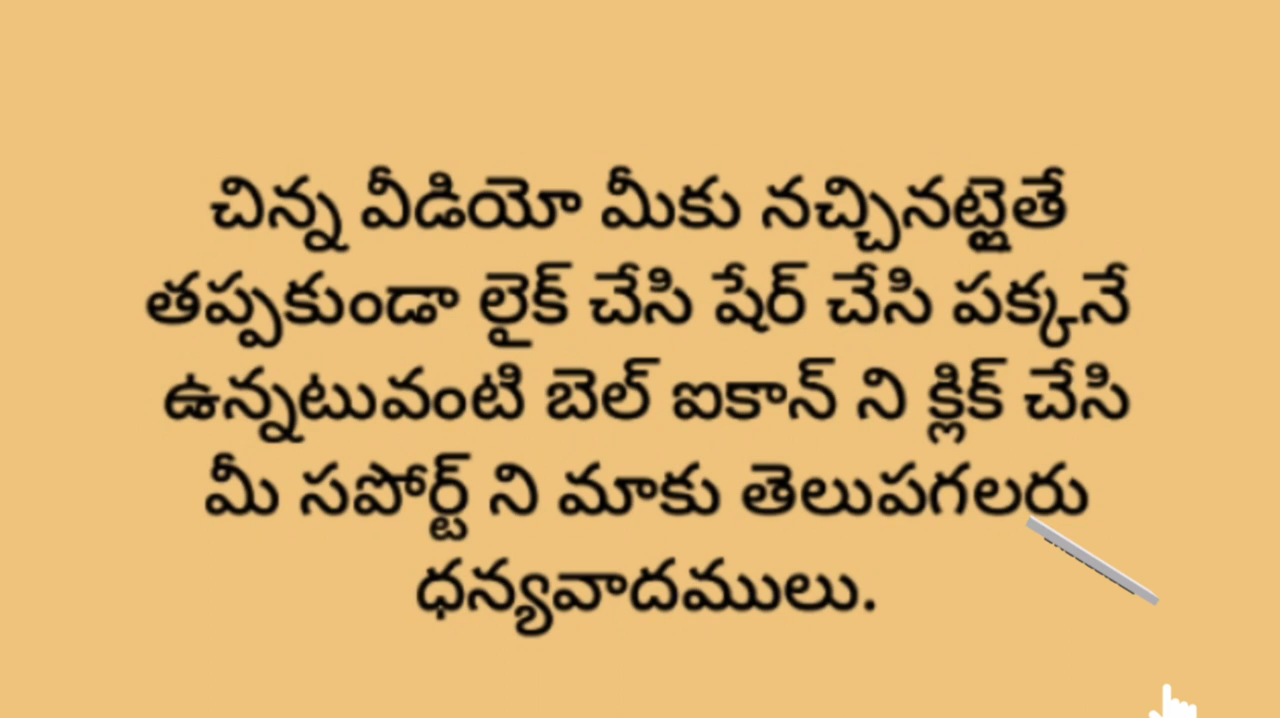 చిన్న వీడియో మీకు నచ్చినట్లైతే
తప్పకుండా లైక్ చేసి షేర్ చేసి పక్కనే
ఉన్నటువంటి బెల్ ఐకాన్ ని క్లిక్ చేసి
మీ సపోర్ట్ ని మాకు తెలుపగలరు
ధన్యవాదములు.